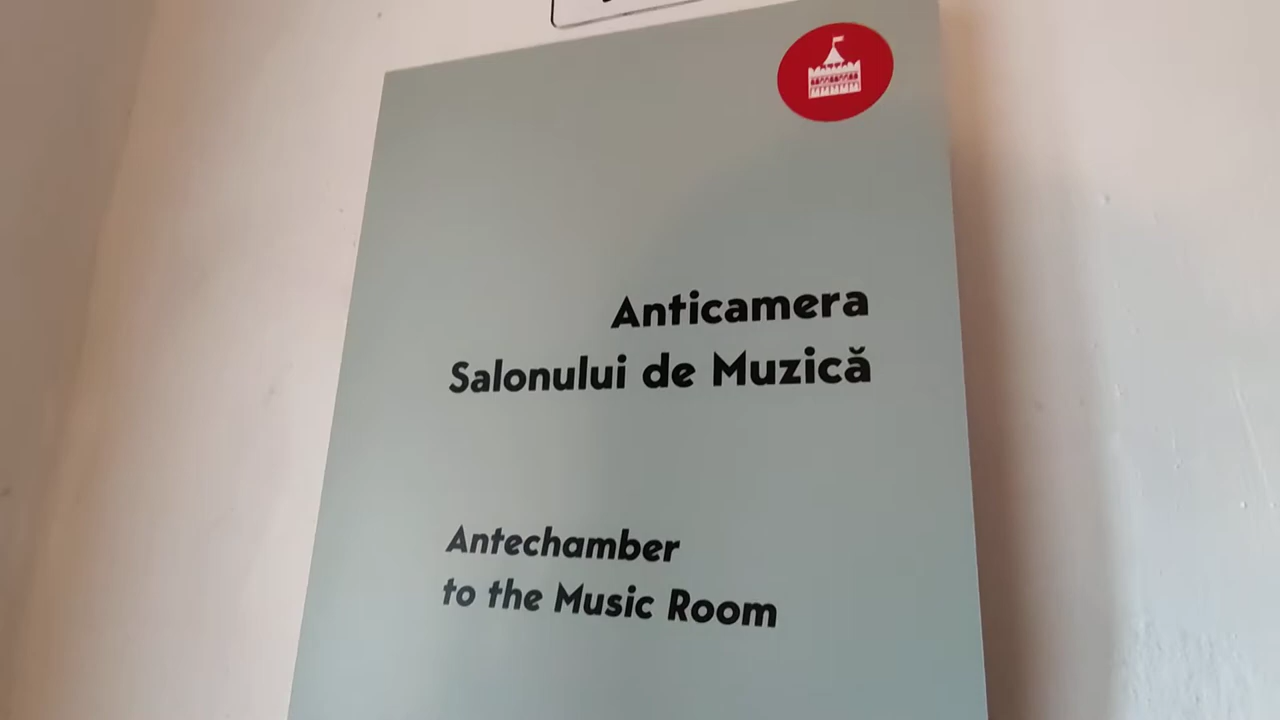 Anticamera
Salonului de Muzică
Antechamber
to the Music Room